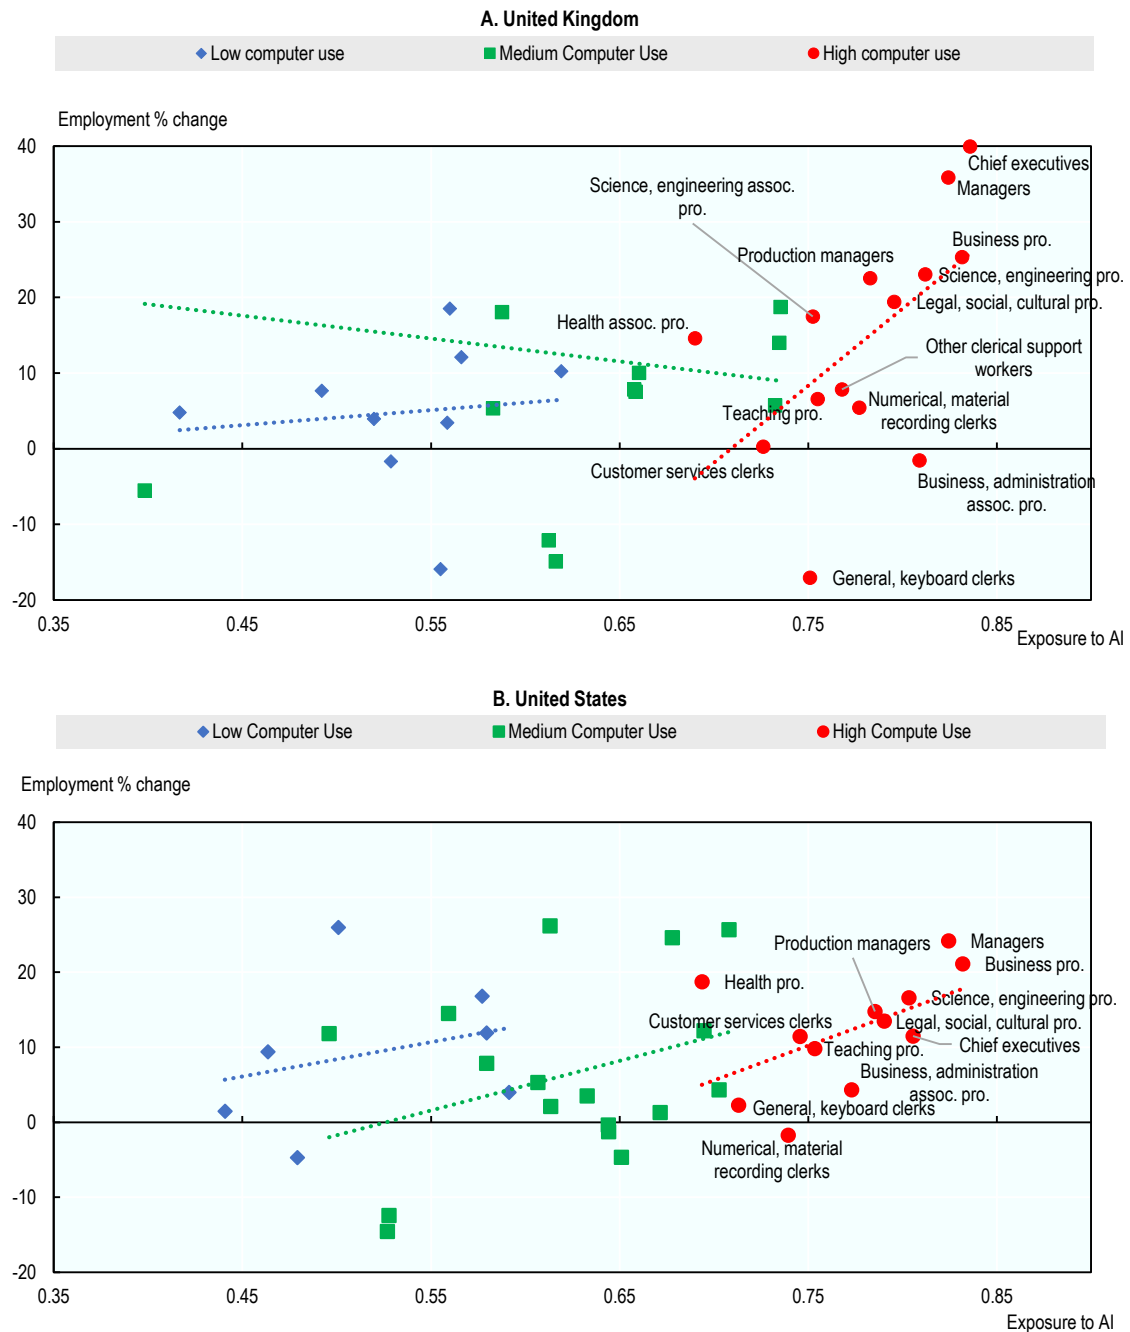 A. United Kingdom
Low computer use
Medium Computer Use
High computer use
Employment % change
40
30
20
10
0
-10
-20
Chief executives
Managers
Science, engineering assoc.
pro.
Business pro.
Production managers
Science, engineering pro.
Legal, social, cultural pro.
Health assoc. pro.
Other clerical support
workers
Teaching pro.
Numerical, material
recording clerks
Customer services clerks
Business, administration
assoc. pro.
General, keyboard clerks
0.35
0.45
0.55
0.65
0.75
0.85
Exposure to AI
B. United States
Low Computer Use
Medium Computer Use
High Compute Use
Employment % change
40
30
20
10
0
-10
-20
Production managers
Managers
Business pro.
Health pro.
Science, engineering pro.
Customer services clerks
Legal, social, cultural pro.
Chief executives
Teaching pro.
Business, administration
assoc. pro.
General, keyboard clerks
Numerical, material
recording clerks
0.35
0.45
0.55
0.65
0.75
0.85
Exposure to AI